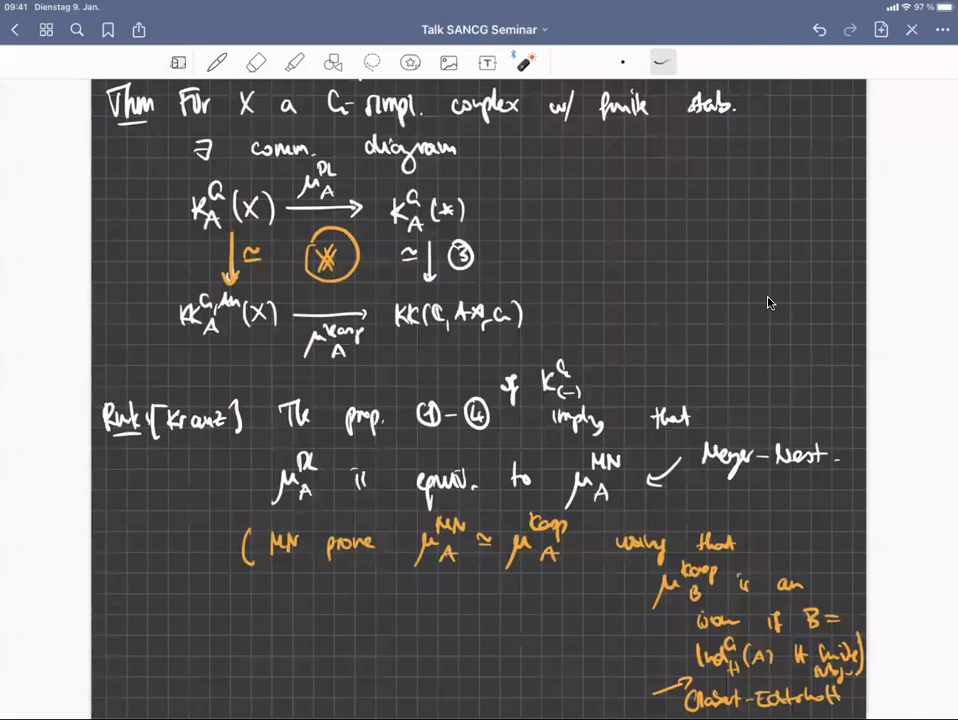 09:41 Dienstag 9. Jan.
97 %
Talk SANCG Seminar
Thm For X a G-simpl. complex w/ finite stab.
∃ comm. diagram
K_A^G(X) —μ_A^{DL}→ K_A^G(*)
↓≃ ※ ≃↓ ③
KK_A^{G,An}(X) —μ_A^{Kasp}→ KK(ℂ, A⋊_r G)
Rmk [Kranz] The prop. ①–④ of K_{(-)}^G imply that
μ_A^{DL} is equiv. to μ_A^{MN} ← Meyer-Nest.
(MN prove μ_A^{MN} ≃ μ_A^{Kasp} using that
μ_B^{Kasp} is an
isom if B =
Ind_H^G(A) H finite
subgr.)
→ Chabert-Echterhoff